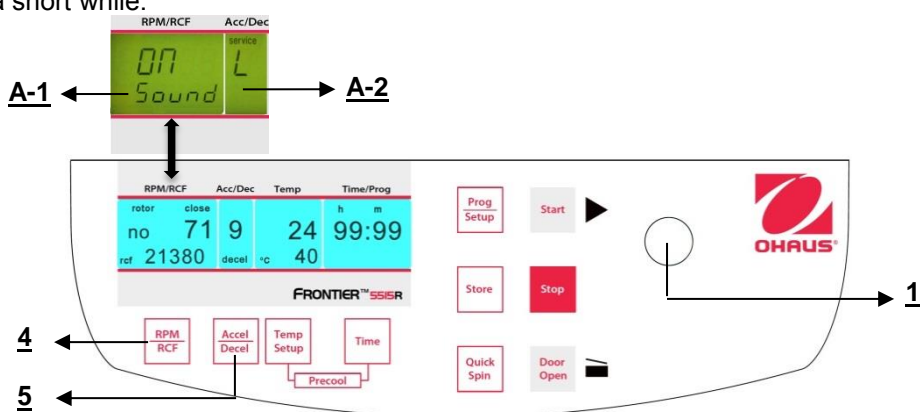 a short while.
RPM/RCF Acc/Dec
service
ON L
Sound
A-1 A-2
RPM/RCF Acc/Dec Temp Time/Prog
rotor close h m
no 71 9 24 99:99
rcf 21380 decel °C 40
FRONTIER™ 5515R
RPM
RCF
Accel
Decel
Temp
Setup
Time
Precool
Prog
Setup
Start
Store
Stop
Quick
Spin
Door
Open
OHAUS®
1
4
5